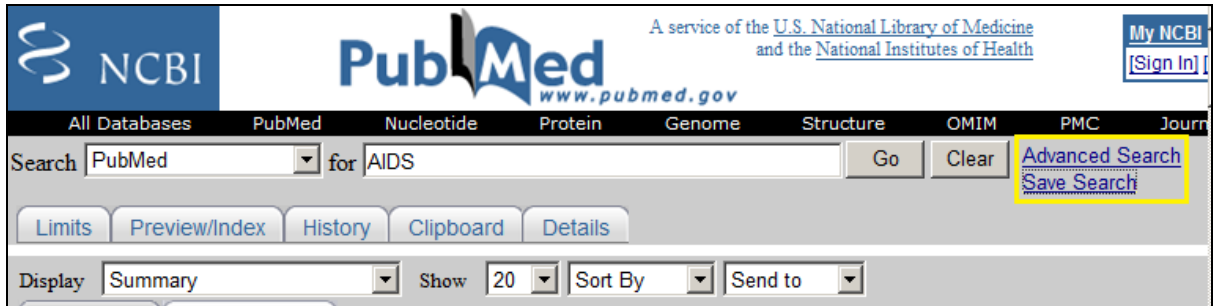 NCBI
PubMed
www.pubmed.gov
A service of the U.S. National Library of Medicine
and the National Institutes of Health
My NCBI
[Sign In] [
All Databases PubMed Nucleotide Protein Genome Structure OMIM PMC Journ
Search PubMed for AIDS Go Clear Advanced Search
Save Search
Limits Preview/Index History Clipboard Details
Display Summary Show 20 Sort By Send to